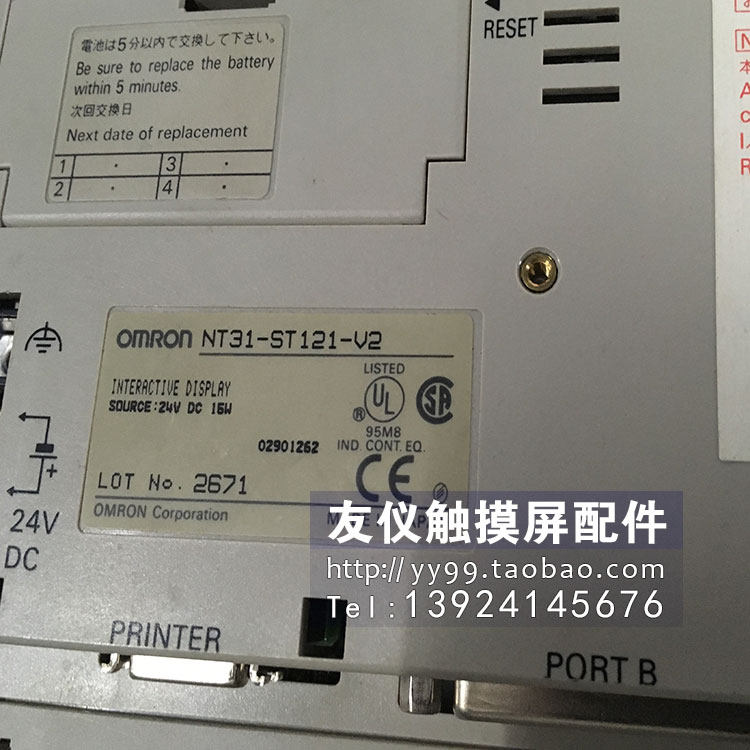 電池は5分以内で交換して下さい。
Be sure to replace the battery
within 5 minutes.
次回交換日
Next date of replacement
1 · 3 ·
2 · 4 ·
RESET
OMRON NT31-ST121-V2
INTERACTIVE DISPLAY
SOURCE:24V DC 15W
LISTED
UL
®
SA
95M8
IND. CONT. EQ.
02901262
LOT No. 2671
CE
OMRON Corporation
24V
DC
友仪触摸屏配件
http://yy99.taobao.com
Tel:13924145676
PRINTER
PORT B
N
本
A
c
R